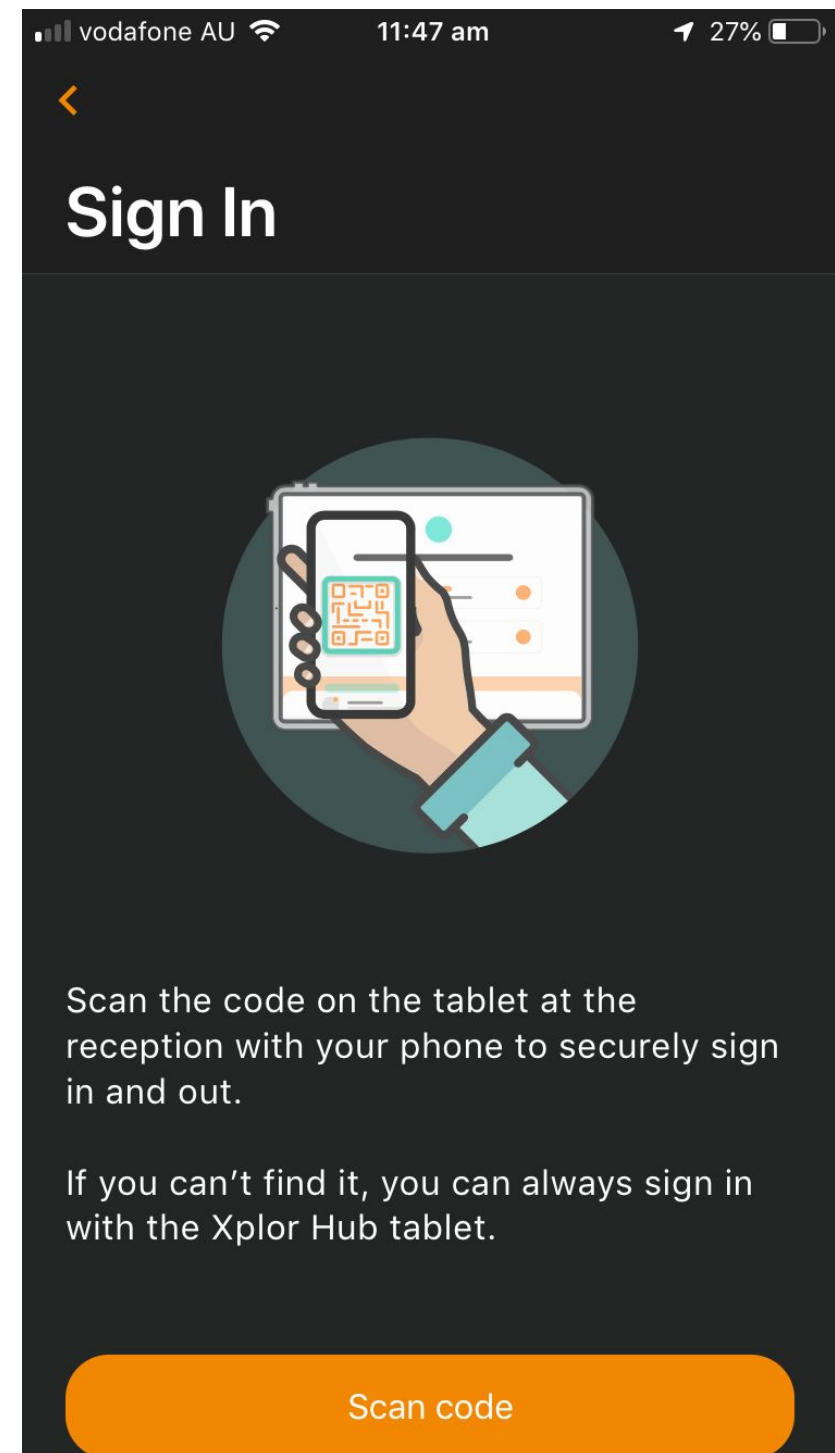 vodafone AU 11:47 am 27%
Sign In
Scan the code on the tablet at the
reception with your phone to securely sign
in and out.
If you can’t find it, you can always sign in
with the Xplor Hub tablet.
Scan code